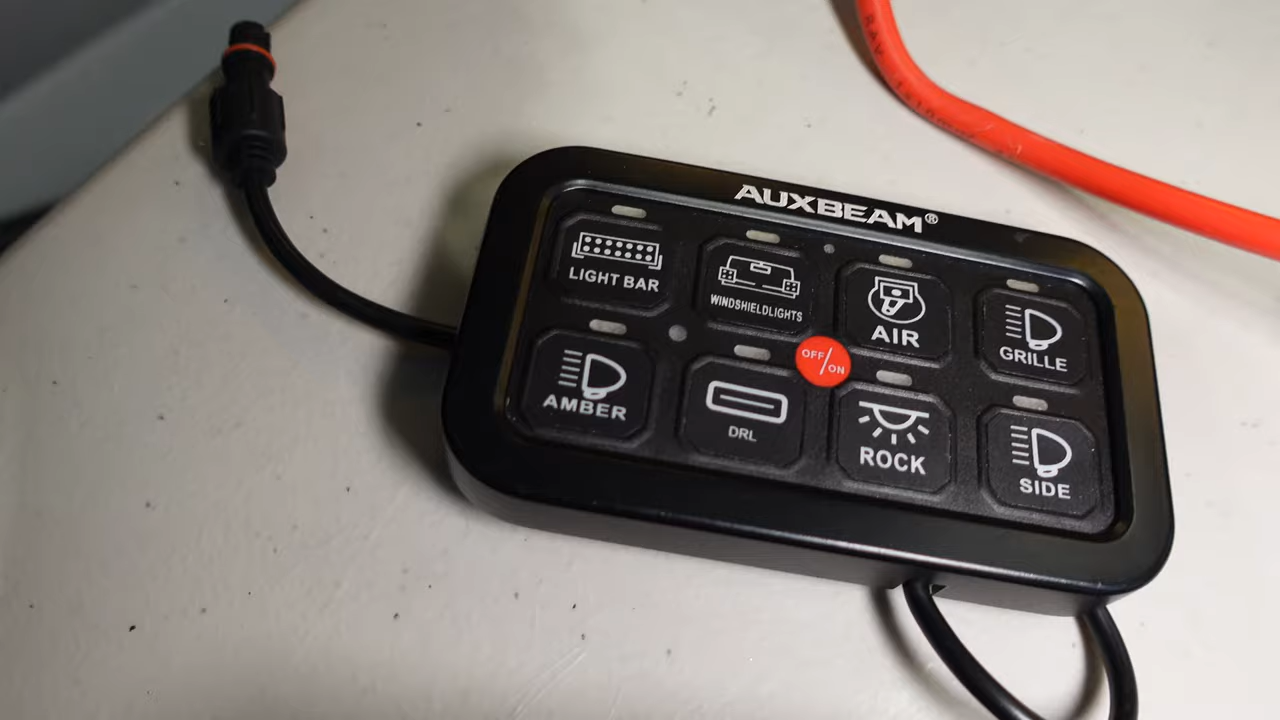 AUXBEAM®
LIGHT BAR
WINDSHIELDLIGHTS
AIR
GRILLE
OFF/ON
AMBER
DRL
ROCK
SIDE